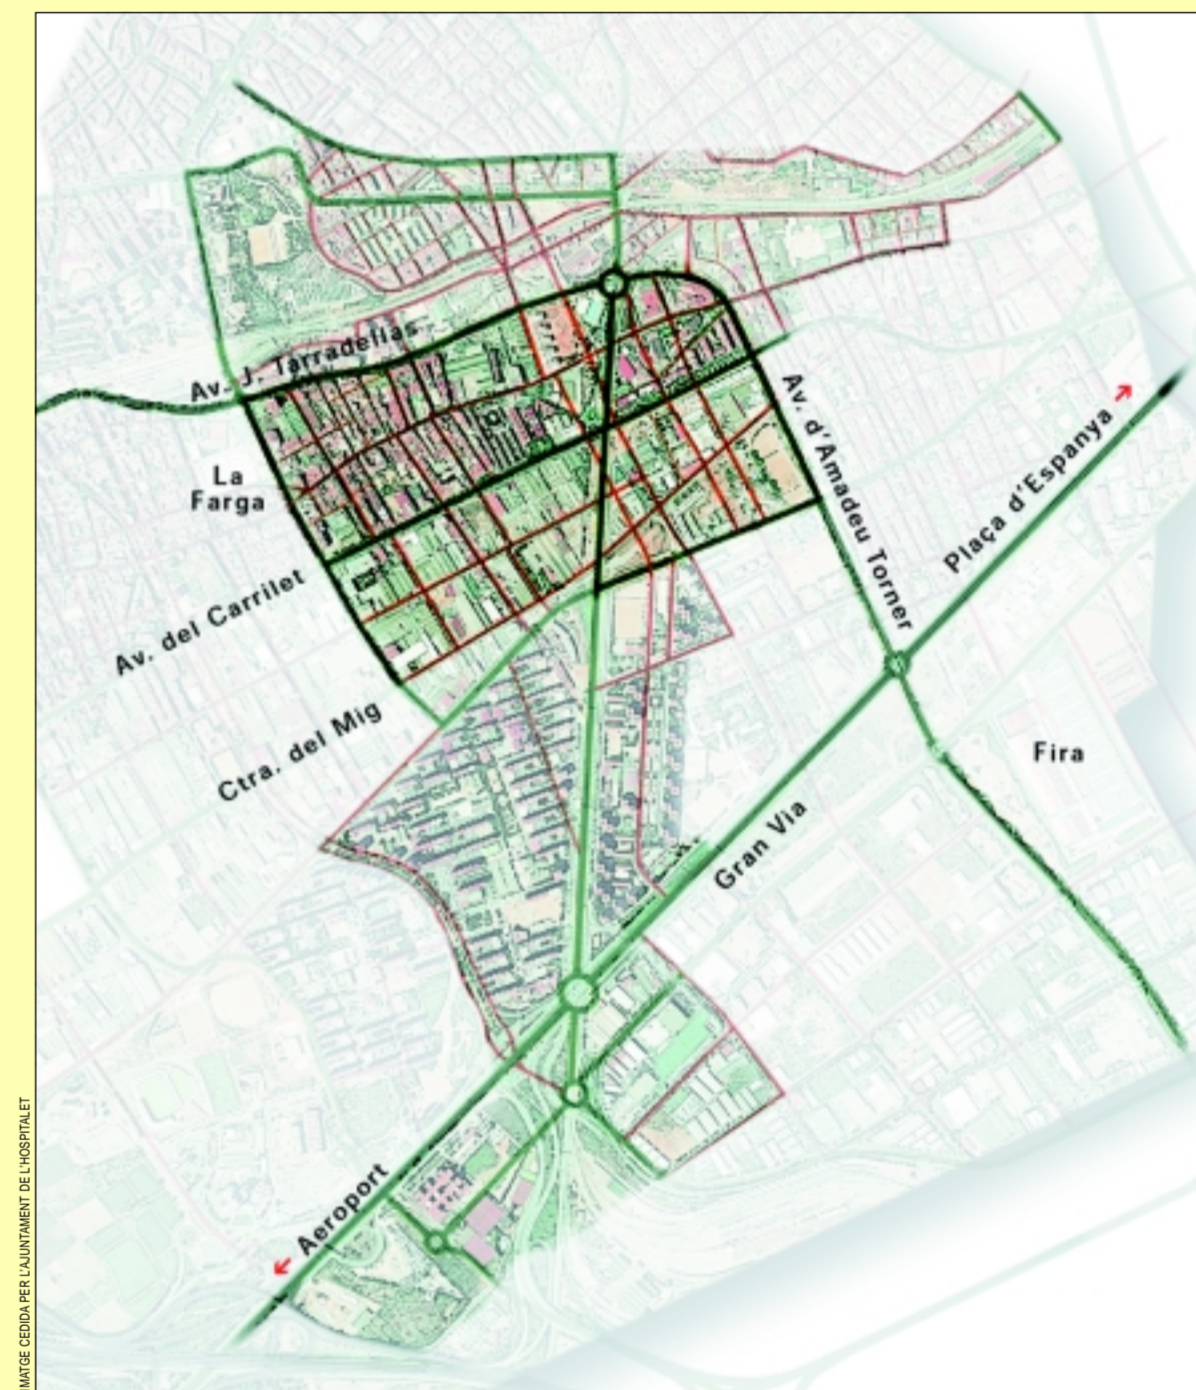 Av. J. Tarradellas
La
Farga
Av. d'Amadeu Torner
Plaça d'Espanya
Av. del Carrilet
Ctra. del Mig
Fira
Gran Via
Aeroport
IMATGE CEDIDA PER L'AJUNTAMENT DE L'HOSPITALET